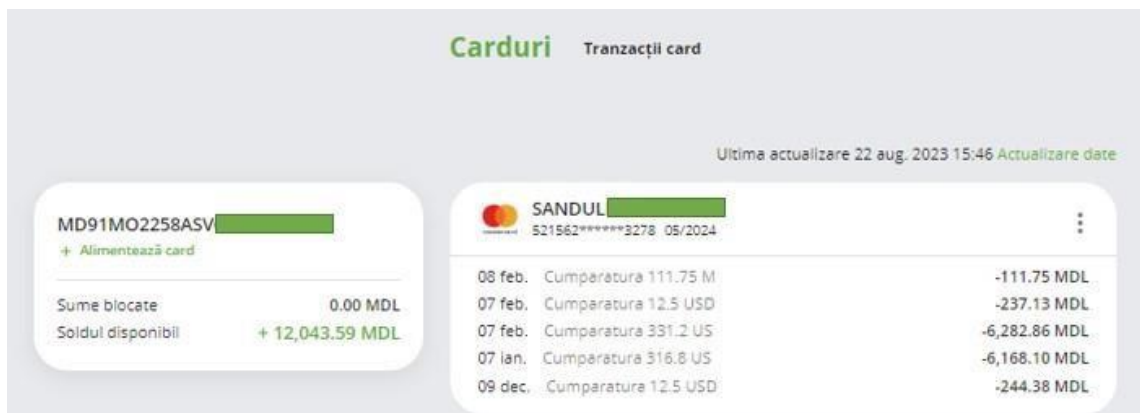 Carduri Tranzacții card
Ultima actualizare 22 aug. 2023 15:46 Actualizare date
MD91MO2258ASV
+ Alimentează card
Sume blocate 0.00 MDL
Soldul disponibil + 12,043.59 MDL
SANDUL
521562******3278 05/2024
08 feb. Cumparatura 111.75 M -111.75 MDL
07 feb. Cumparatura 12.5 USD -237.13 MDL
07 feb. Cumparatura 331.2 US -6,282.86 MDL
07 ian. Cumparatura 316.8 US -6,168.10 MDL
09 dec. Cumparatura 12.5 USD -244.38 MDL